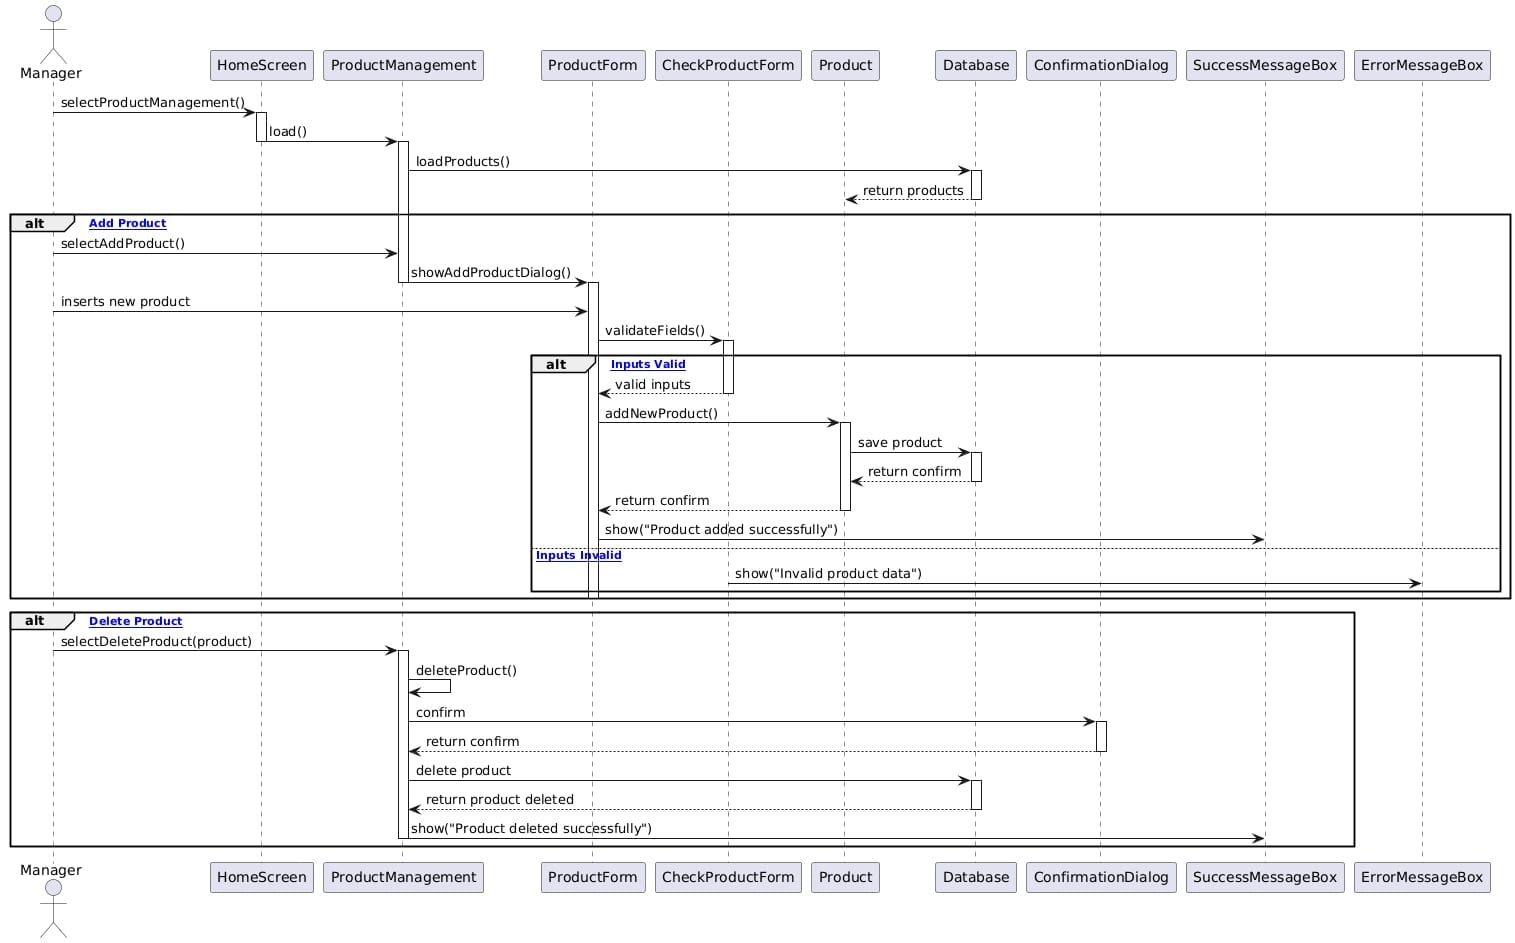 Manager
HomeScreen
ProductManagement
ProductForm
CheckProductForm
Product
Database
ConfirmationDialog
SuccessMessageBox
ErrorMessageBox
selectProductManagement()
load()
loadProducts()
return products
alt
Add Product
selectAddProduct()
showAddProductDialog()
inserts new product
validateFields()
alt
Inputs Valid
valid inputs
addNewProduct()
save product
return confirm
return confirm
show("Product added successfully")
Inputs Invalid
show("Invalid product data")
alt
Delete Product
selectDeleteProduct(product)
deleteProduct()
confirm
return confirm
delete product
return product deleted
show("Product deleted successfully")
Manager
HomeScreen
ProductManagement
ProductForm
CheckProductForm
Product
Database
ConfirmationDialog
SuccessMessageBox
ErrorMessageBox